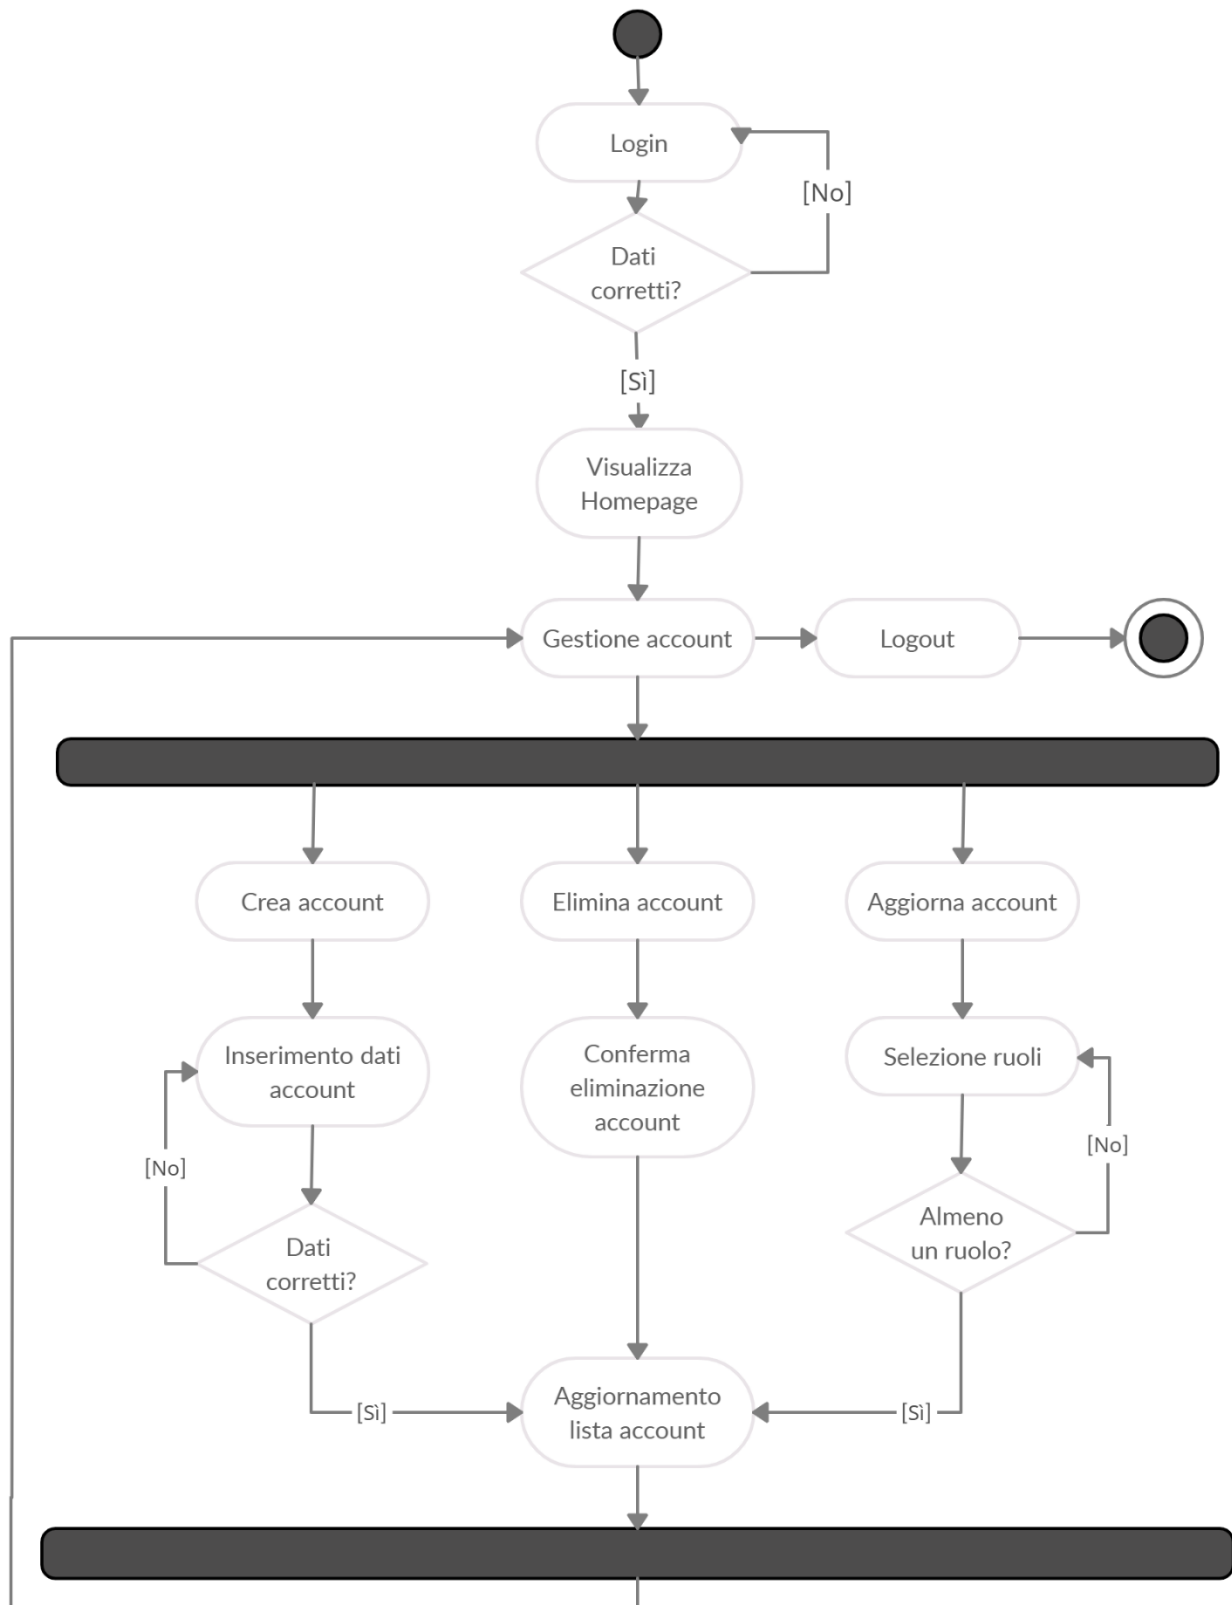 Login
[No]
Dati
corretti?
[Sì]
Visualizza
Homepage
Gestione account
Logout
Crea account
Elimina account
Aggiorna account
Inserimento dati
account
Conferma
eliminazione
account
Selezione ruoli
[No]
[No]
Dati
corretti?
Almeno
un ruolo?
[Sì]
Aggiornamento
lista account
[Sì]